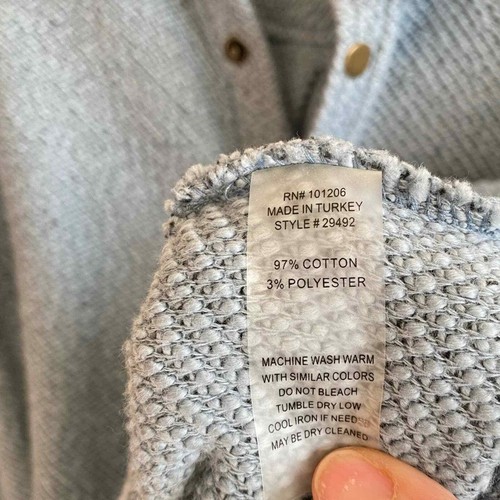 RN# 101206
MADE IN TURKEY
STYLE # 29492
97% COTTON
3% POLYESTER
MACHINE WASH WARM
WITH SIMILAR COLORS
DO NOT BLEACH
TUMBLE DRY LOW
COOL IRON IF NEEDED
MAY BE DRY CLEANED